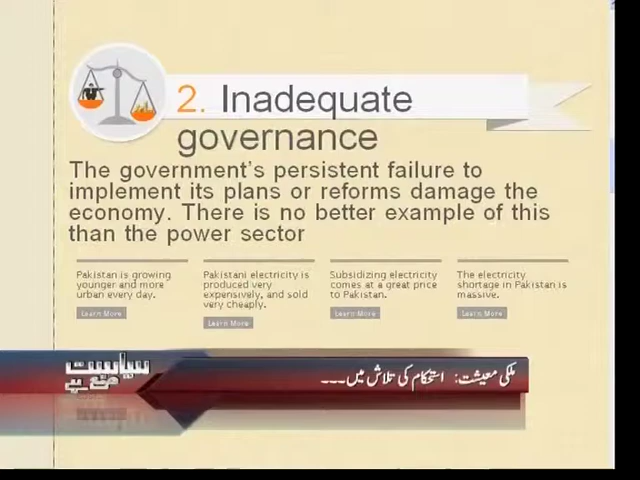 2. Inadequate
governance
The government's persistent failure to
implement its plans or reforms damage the
economy. There is no better example of this
than the power sector
Pakistan is growing
younger and more
urban every day.
Learn More
Pakistani electricity is
produced very
expensively, and sold
very cheaply.
Learn More
Subsidizing electricity
comes at a great price
to Pakistan.
Learn More
The electricity
shortage in Pakistan is
massive.
Learn More
سیاست
ملکی معیشت: استحکام کی تلاش میں۔۔۔